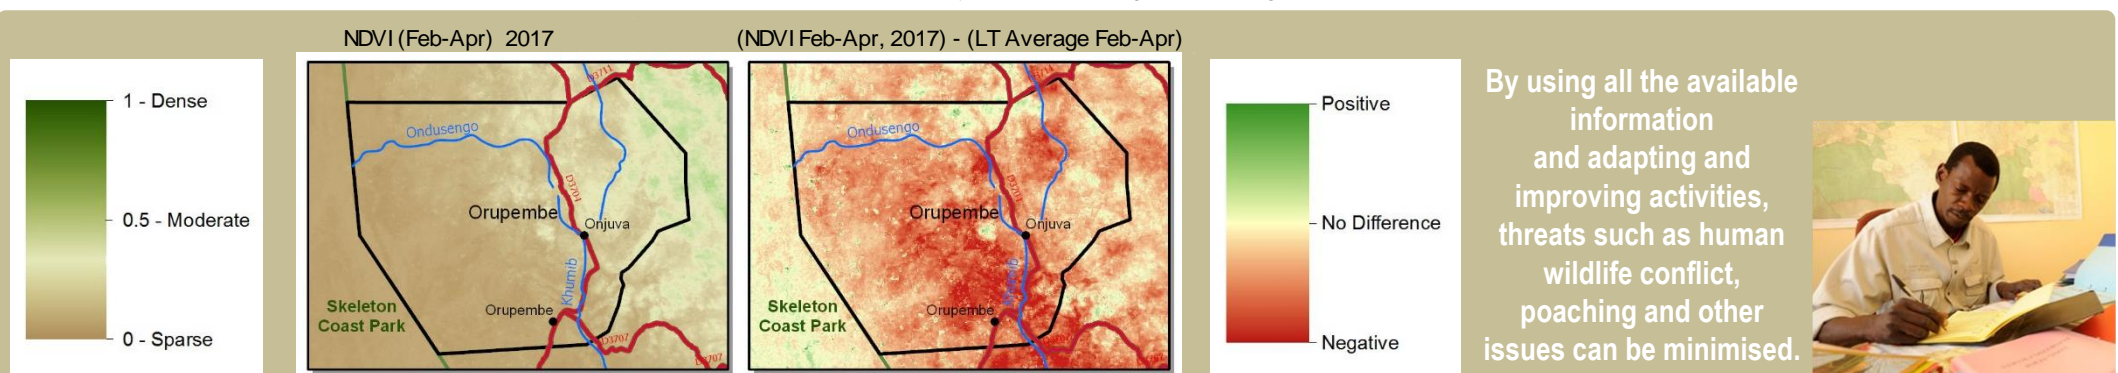 NDVI (Feb-Apr) 2017
(NDVI Feb-Apr, 2017) - (LT Average Feb-Apr)
1 - Dense
0.5 - Moderate
0 - Sparse
D3711
Ondusengo
D3704
Orupembe
Onjuva
Khumib
Skeleton
Coast Park
Orupembe
D3707
D3707
Ondusengo
Orupembe
Onjuva
Khumib
Skeleton
Coast Park
Orupembe
Positive
No Difference
Negative
By using all the available
information
and adapting and
improving activities,
threats such as human
wildlife conflict,
poaching and other
issues can be minimised.